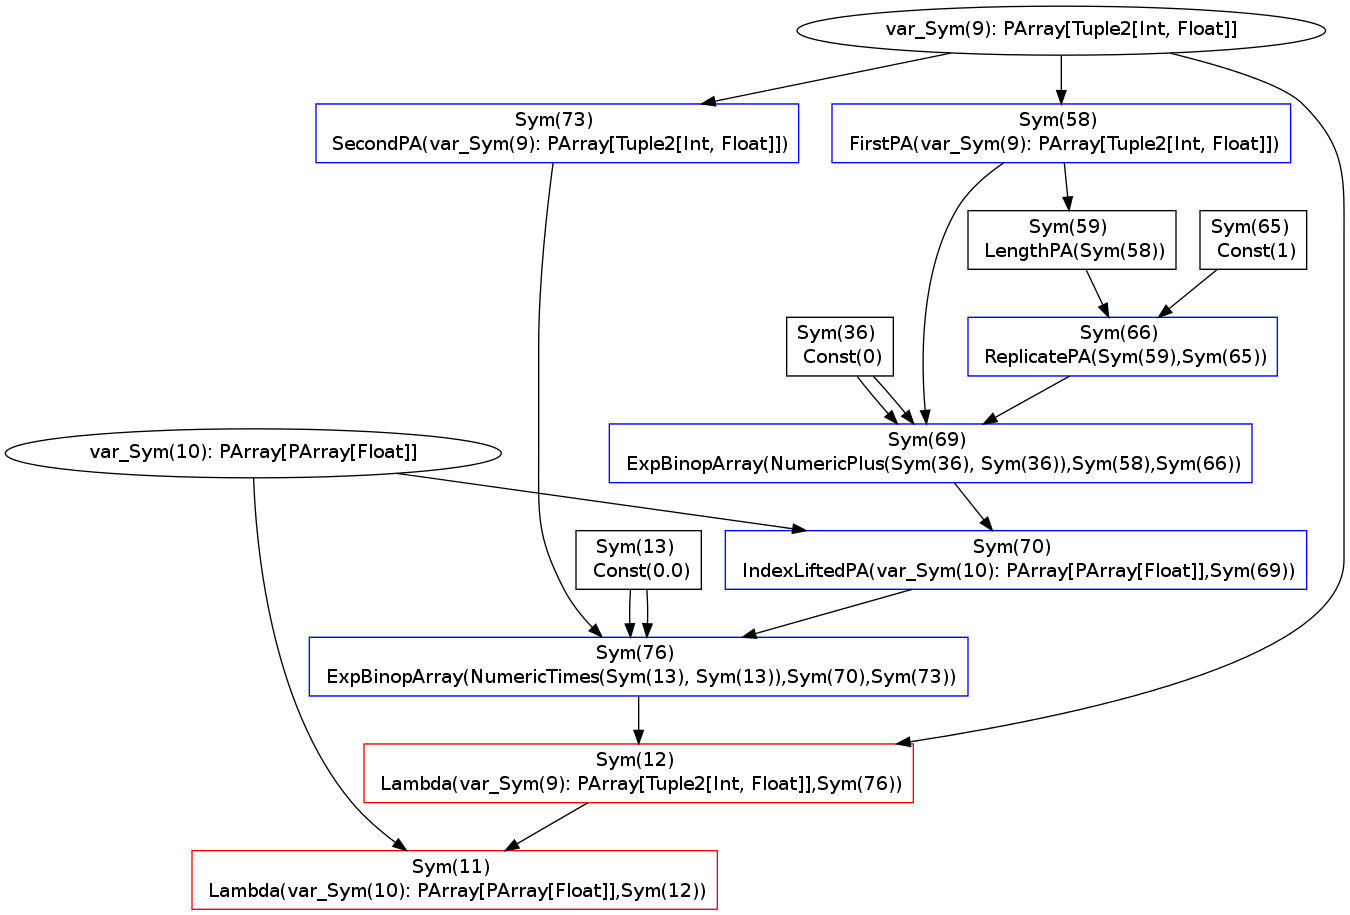 var_Sym(9): PArray[Tuple2[Int, Float]]
Sym(73)
SecondPA(var_Sym(9): PArray[Tuple2[Int, Float]])
Sym(58)
FirstPA(var_Sym(9): PArray[Tuple2[Int, Float]])
Sym(59)
LengthPA(Sym(58))
Sym(65)
Const(1)
Sym(36)
Const(0)
Sym(66)
ReplicatePA(Sym(59),Sym(65))
var_Sym(10): PArray[PArray[Float]]
Sym(69)
ExpBinopArray(NumericPlus(Sym(36), Sym(36)),Sym(58),Sym(66))
Sym(13)
Const(0.0)
Sym(70)
IndexLiftedPA(var_Sym(10): PArray[PArray[Float]],Sym(69))
Sym(76)
ExpBinopArray(NumericTimes(Sym(13), Sym(13)),Sym(70),Sym(73))
Sym(12)
Lambda(var_Sym(9): PArray[Tuple2[Int, Float]],Sym(76))
Sym(11)
Lambda(var_Sym(10): PArray[PArray[Float]],Sym(12))